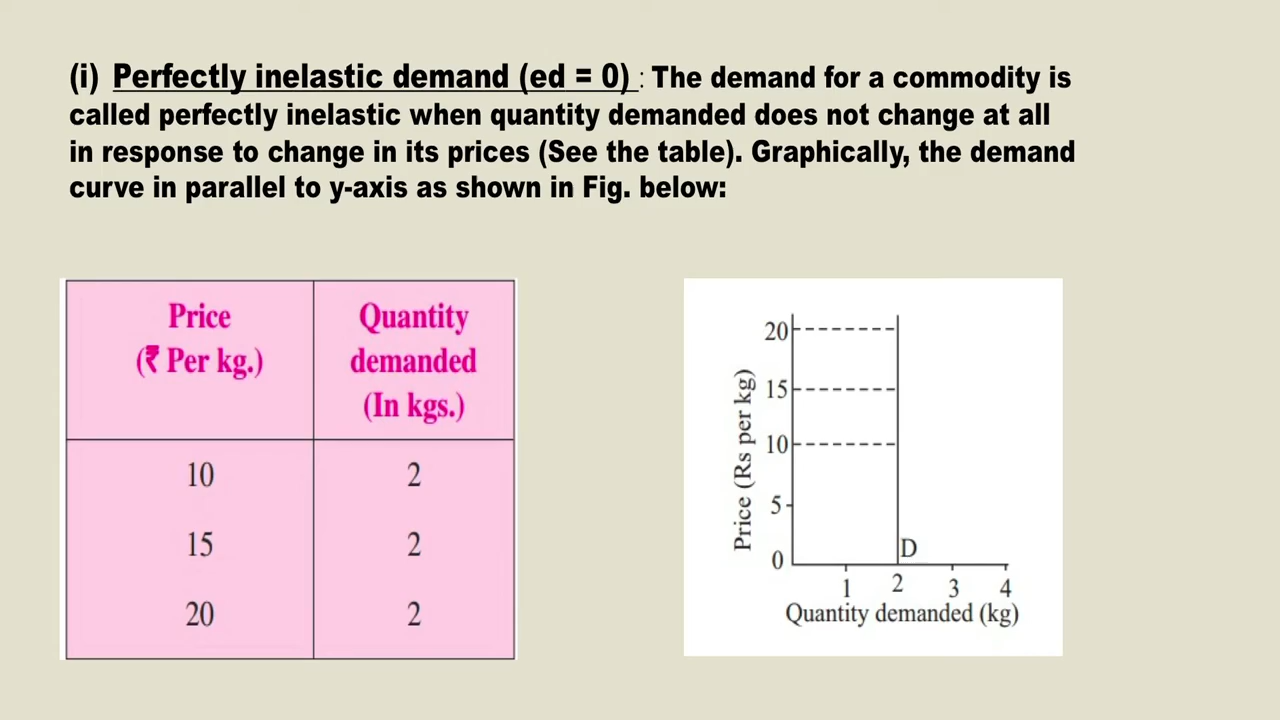 (i) Perfectly inelastic demand (ed = 0) : The demand for a commodity is
called perfectly inelastic when quantity demanded does not change at all
in response to change in its prices (See the table). Graphically, the demand
curve in parallel to y-axis as shown in Fig. below:
Price
(₹ Per kg.)
Quantity
demanded
(In kgs.)
10 2
15 2
20 2
Price (Rs per kg)
20
15
10
5
0
D
1 2 3 4
Quantity demanded (kg)